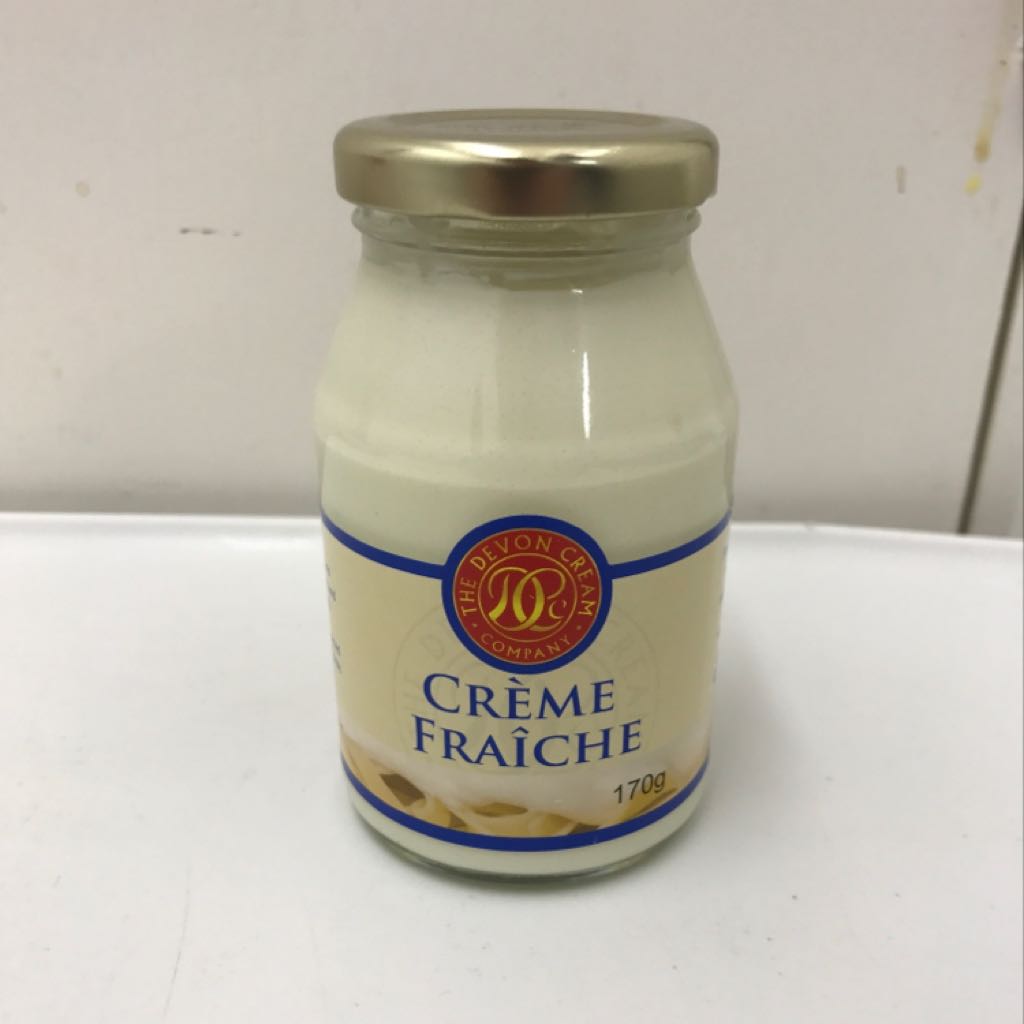 THE DEVON CREAM
DCc
COMPANY
CRÈME
FRAÎCHE
170g